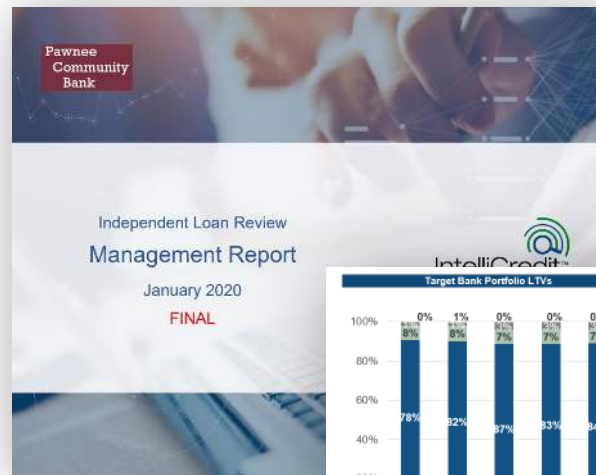 Pawnee
Community
Bank
Independent Loan Review
Management Report
January 2020
FINAL
IntelliCredit™
Target Bank Portfolio LTVs
0% 1% 0% 0%
100%
8% 8% 7% 7%
80%
60%
78% 82% 87% 83%
40%